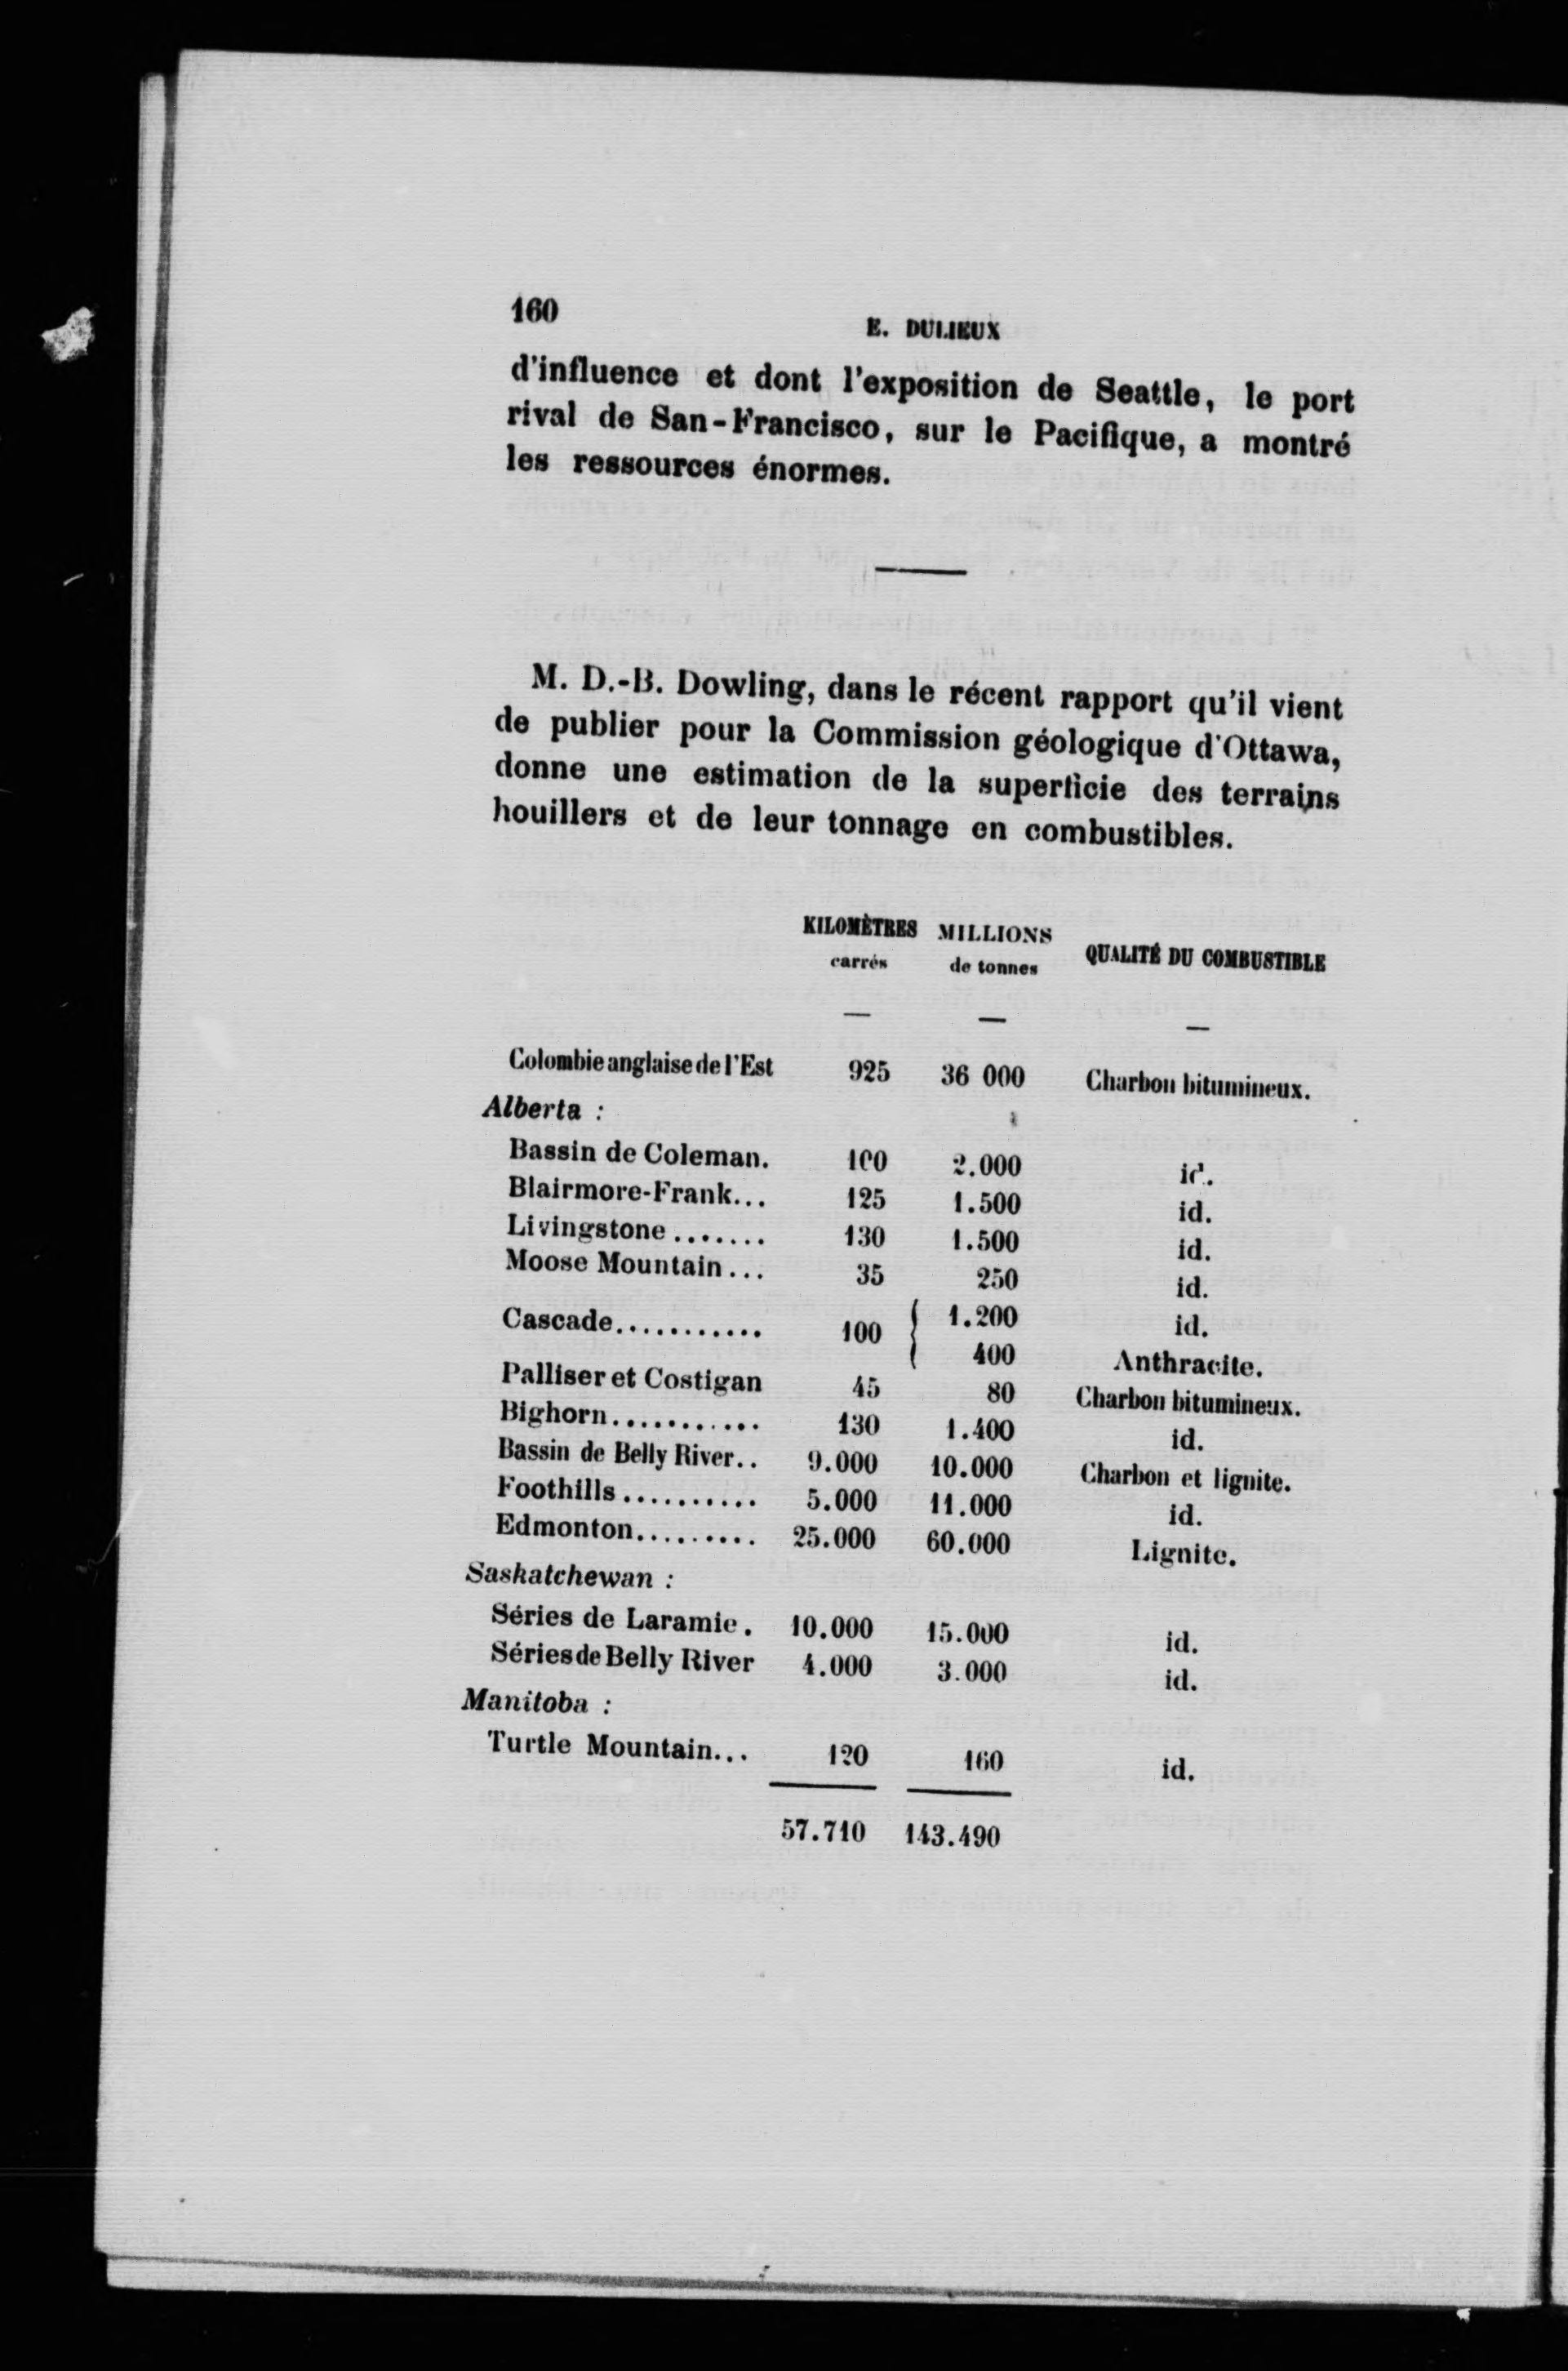 160
E. DULIEUX
d'influence et dont l'exposition de Seattle, le port
rival de San-Francisco, sur le Pacifique, a montré
les ressources énormes.
M. D.-B. Dowling, dans le récent rapport qu'il vient
de publier pour la Commission géologique d'Ottawa,
donne une estimation de la superficie des terrains
houillers et de leur tonnage en combustibles.
KILOMÈTRES MILLIONS QUALITÉ DU COMBUSTIBLE
carrés de tonnes
— — —
Colombie anglaise de l'Est 925 36 000 Charbon bitumineux.
Alberta :
Bassin de Coleman. 100 2.000 id.
Blairmore-Frank... 125 1.500 id.
Livingstone....... 130 1.500 id.
Moose Mountain... 35 250 id.
Cascade........... 100 { 1.200 id.
400 Anthracite.
Palliser et Costigan 45 80 Charbon bitumineux.
Bighorn........... 130 1.400 id.
Bassin de Belly River.. 9.000 10.000 Charbon et lignite.
Foothills.......... 5.000 11.000 id.
Edmonton......... 25.000 60.000 Lignite.
Saskatchewan :
Séries de Laramie. 10.000 15.000 id.
Séries de Belly River 4.000 3.000 id.
Manitoba :
Turtle Mountain... 120 160 id.
57.710 143.490